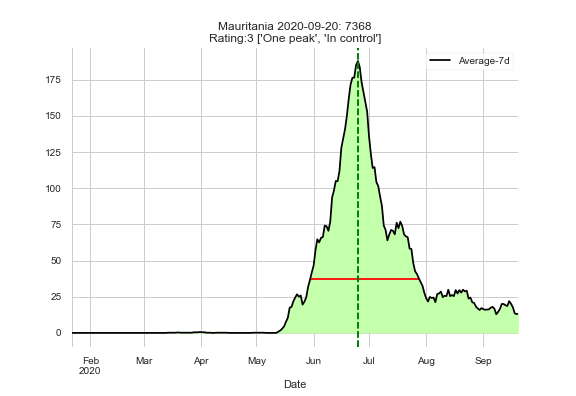 Mauritania 2020-09-20: 7368
Rating:3 ['One peak', 'In control']
Average-7d
175
150
125
100
75
50
25
0
Feb Mar Apr May Jun Jul Aug Sep
2020
Date